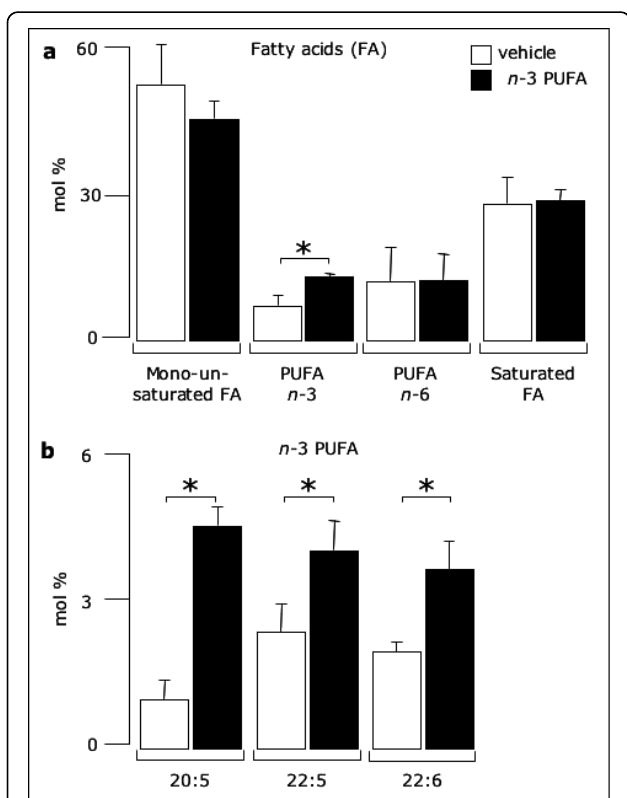 a
Fatty acids (FA)
vehicle
n-3 PUFA
60
30
0
mol %
*
Mono-un-
saturated FA
PUFA
n-3
PUFA
n-6
Saturated
FA
b
n-3 PUFA
6
3
0
mol %
*
*
*
20:5
22:5
22:6